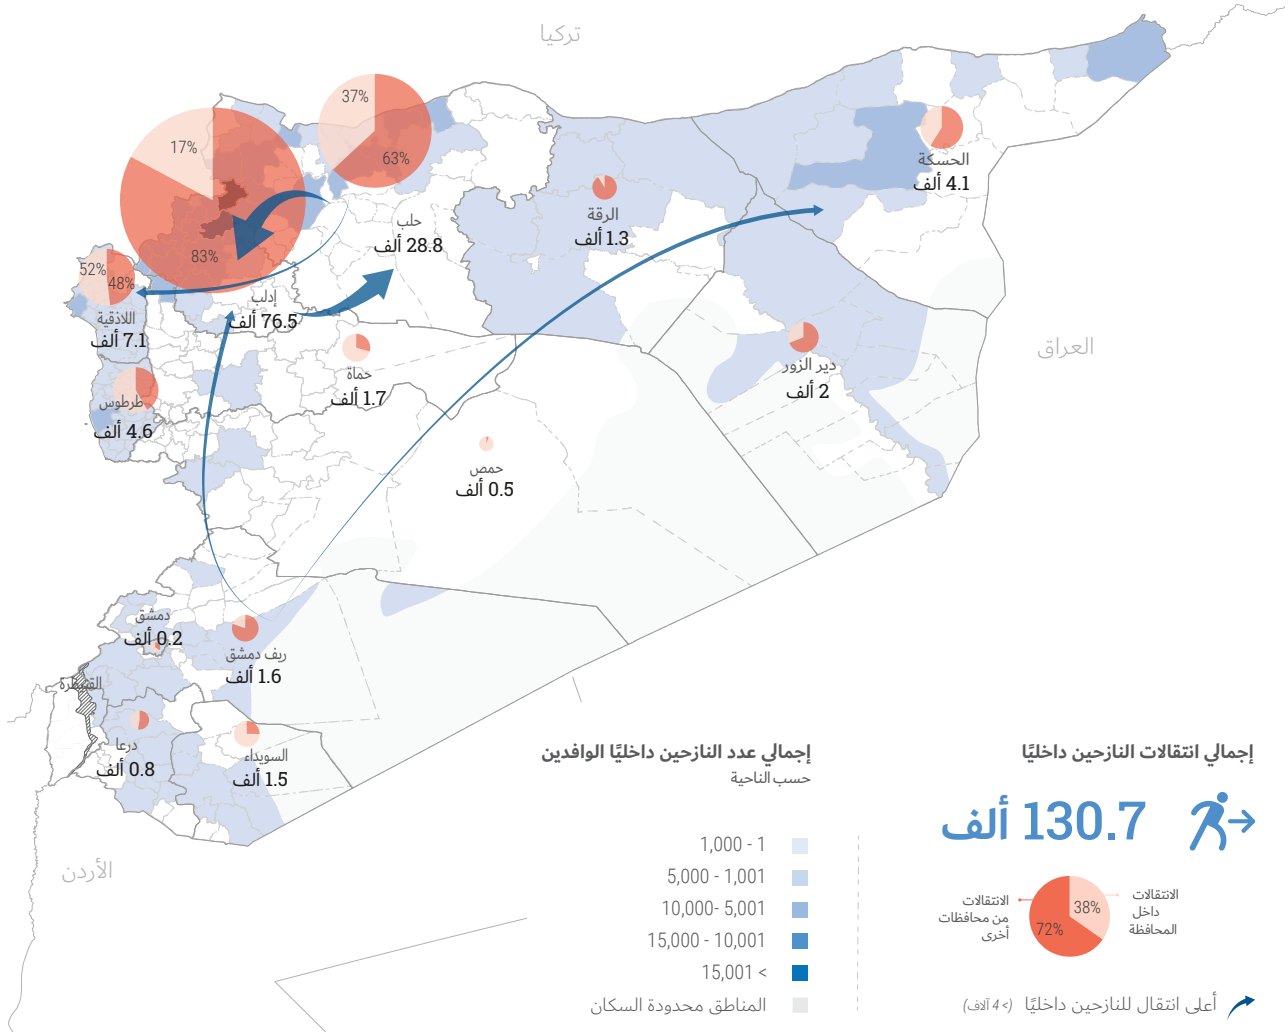 تركيا
37%
63%
17%
83%
الحسكة
4.1 ألف
حلب
28.8 ألف
الرقة
1.3 ألف
52%
48%
إدلب
76.5 ألف
اللاذقية
7.1 ألف
العراق
حماة
1.7 ألف
دير الزور
2 ألف
طرطوس
4.6 ألف
حمص
0.5 ألف
دمشق
0.2 ألف
ريف دمشق
1.6 ألف
القنيطرة
درعا
0.8 ألف
السويداء
1.5 ألف
الأردن
إجمالي انتقالات النازحين داخليًا
130.7 ألف
الانتقالات داخل المحافظة
38%
72%
الانتقالات من محافظات أخرى
أعلى انتقال للنازحين داخليًا (> 4 آلاف)
إجمالي عدد النازحين داخليًا الوافدين
حسب الناحية
1 - 1,000
1,001 - 5,000
5,001 -10,000
10,001 - 15,000
> 15,001
المناطق محدودة السكان